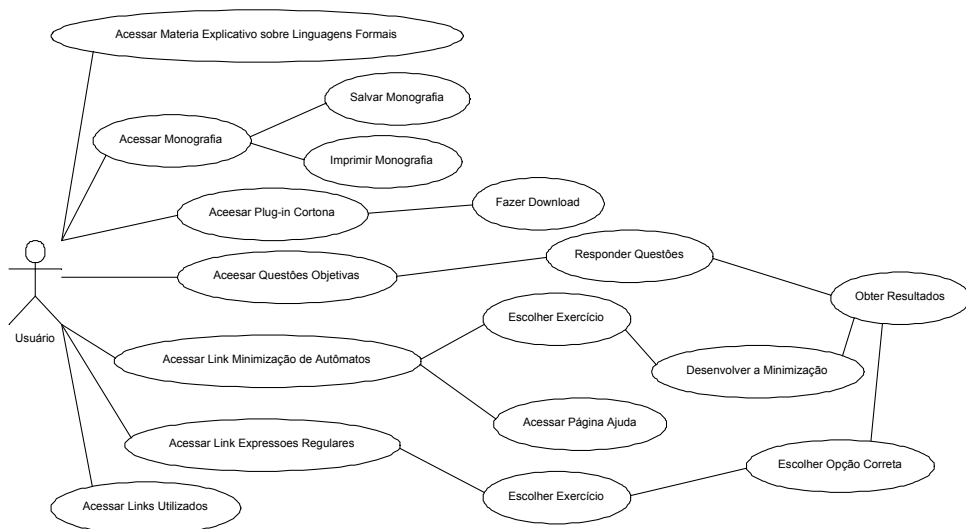 Acessar Materia Explicativo sobre Linguagens Formais
Salvar Monografia
Acessar Monografia
Imprimir Monografia
Fazer Download
Aceesar Plug-in Cortona
Responder Questões
Aceesar Questões Objetivas
Obter Resultados
Escolher Exercício
Usuário
Acessar Link Minimização de Autômatos
Desenvolver a Minimização
Acessar Página Ajuda
Acessar Link Expressoes Regulares
Escolher Opção Correta
Escolher Exercício
Acessar Links Utilizados